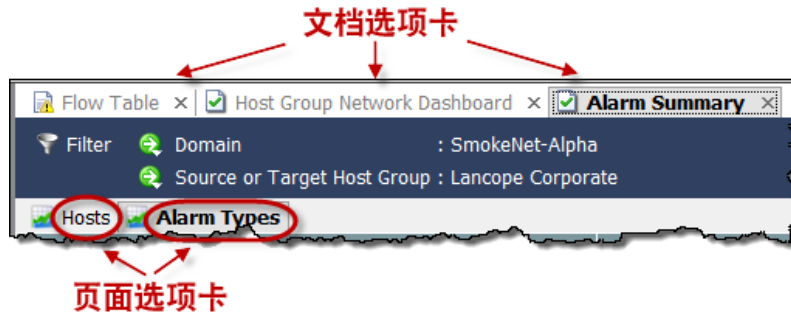 文档选项卡
Flow Table × Host Group Network Dashboard × Alarm Summary ×
Filter Domain : SmokeNet-Alpha
Source or Target Host Group : Lancope Corporate
Hosts Alarm Types
页面选项卡